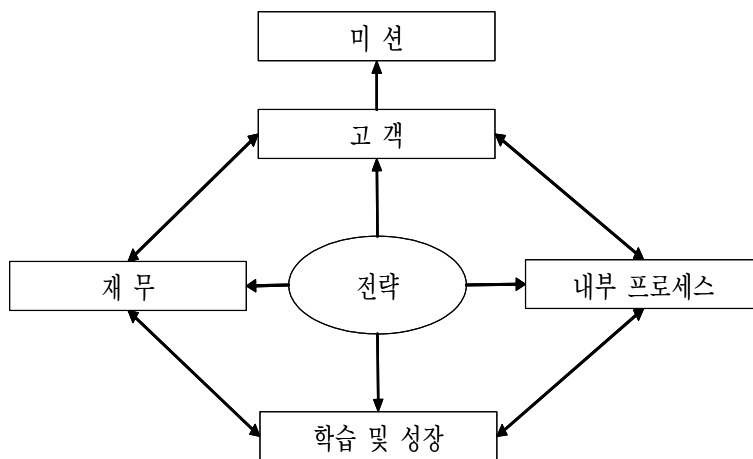 미 션
고 객
재 무
전략
내부 프로세스
학습 및 성장